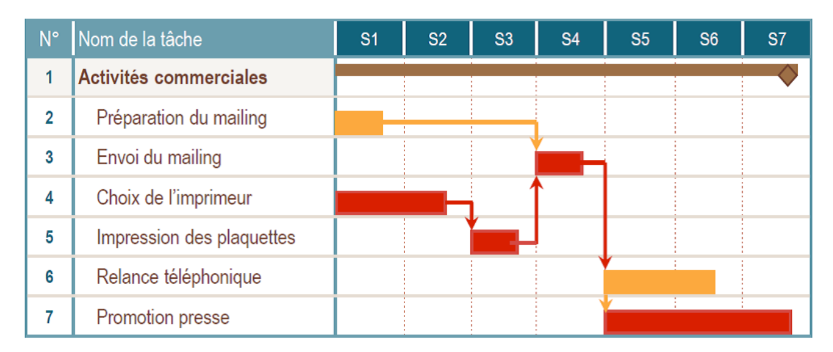 N° Nom de la tâche S1 S2 S3 S4 S5 S6 S7
1 Activités commerciales
2 Préparation du mailing
3 Envoi du mailing
4 Choix de l’imprimeur
5 Impression des plaquettes
6 Relance téléphonique
7 Promotion presse